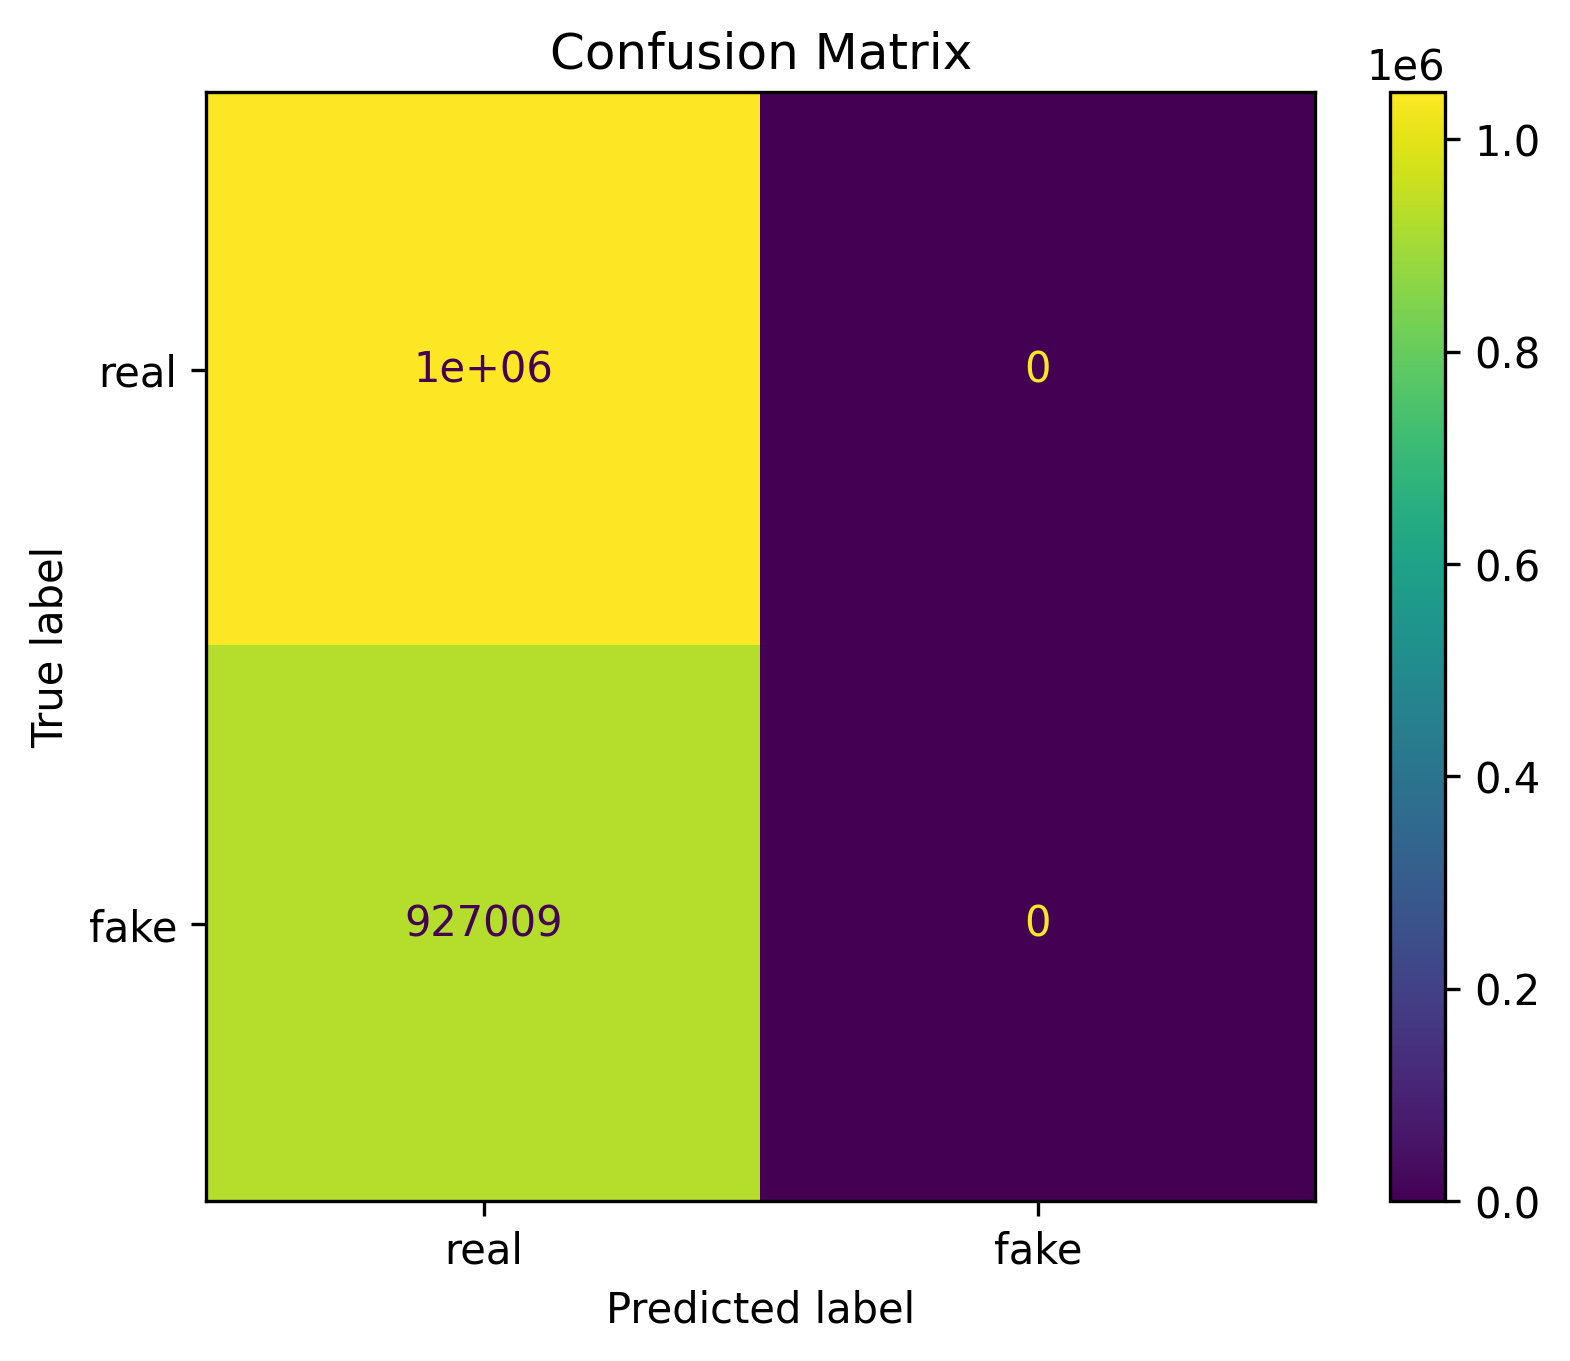 Confusion Matrix
1e6
1.0
0.8
0.6
0.4
0.2
0.0
True label
real
fake
1e+06
0
927009
0
real
fake
Predicted label